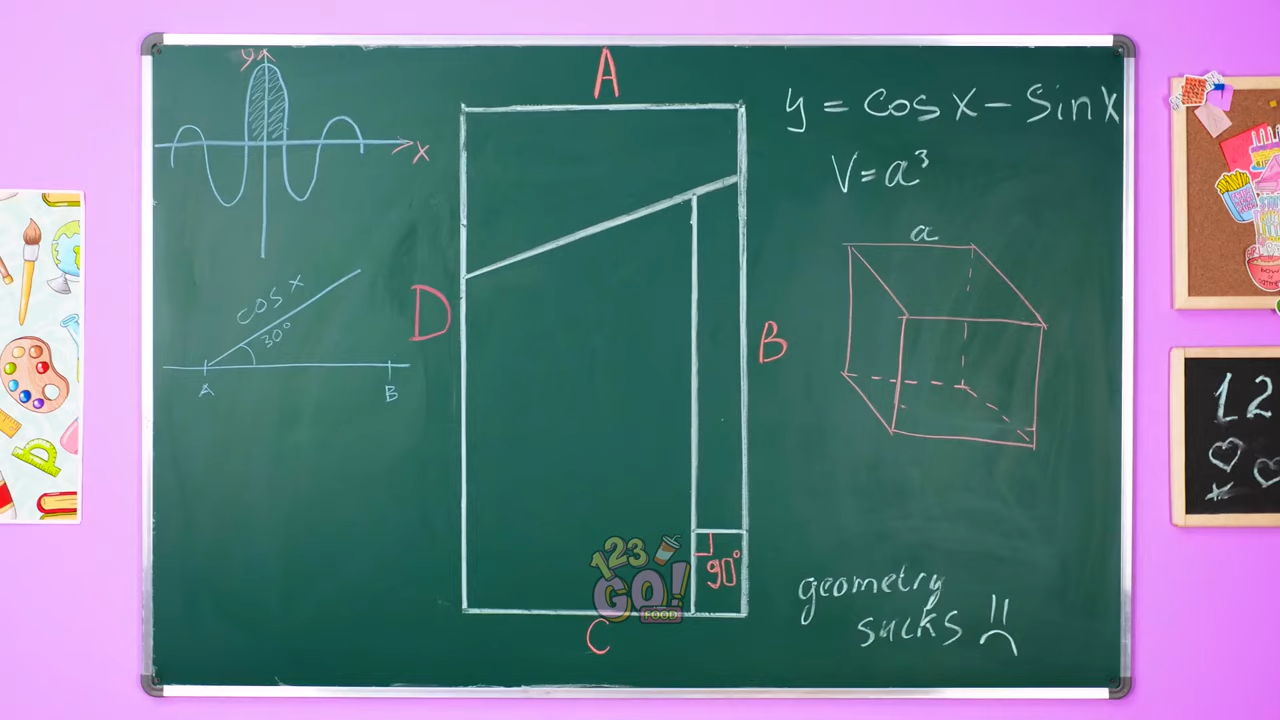 y
x
cos x
30°
A
B
A
D
B
C
90°
123
GO!
FOOD
y = cos x - sin x
V = a³
a
geometry
sucks
12